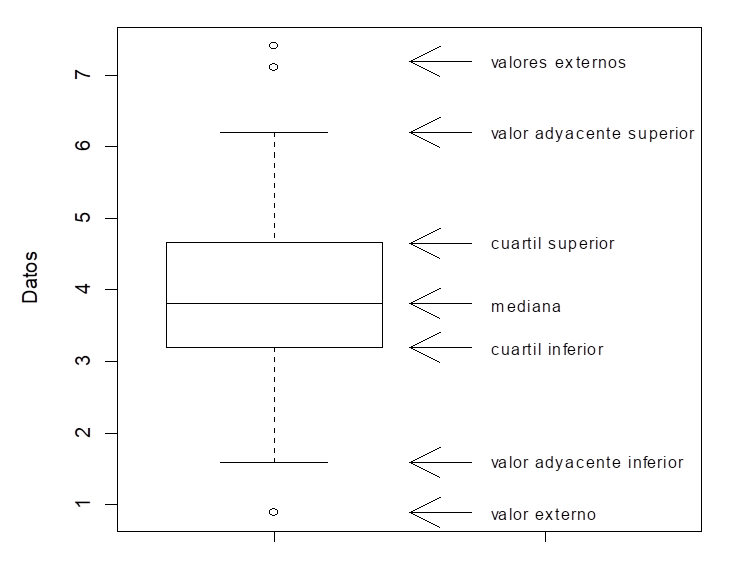 valores externos
7
valor adyacente superior
6
5
cuartil superior
Datos
4
mediana
cuartil inferior
3
2
valor adyacente inferior
1
valor externo